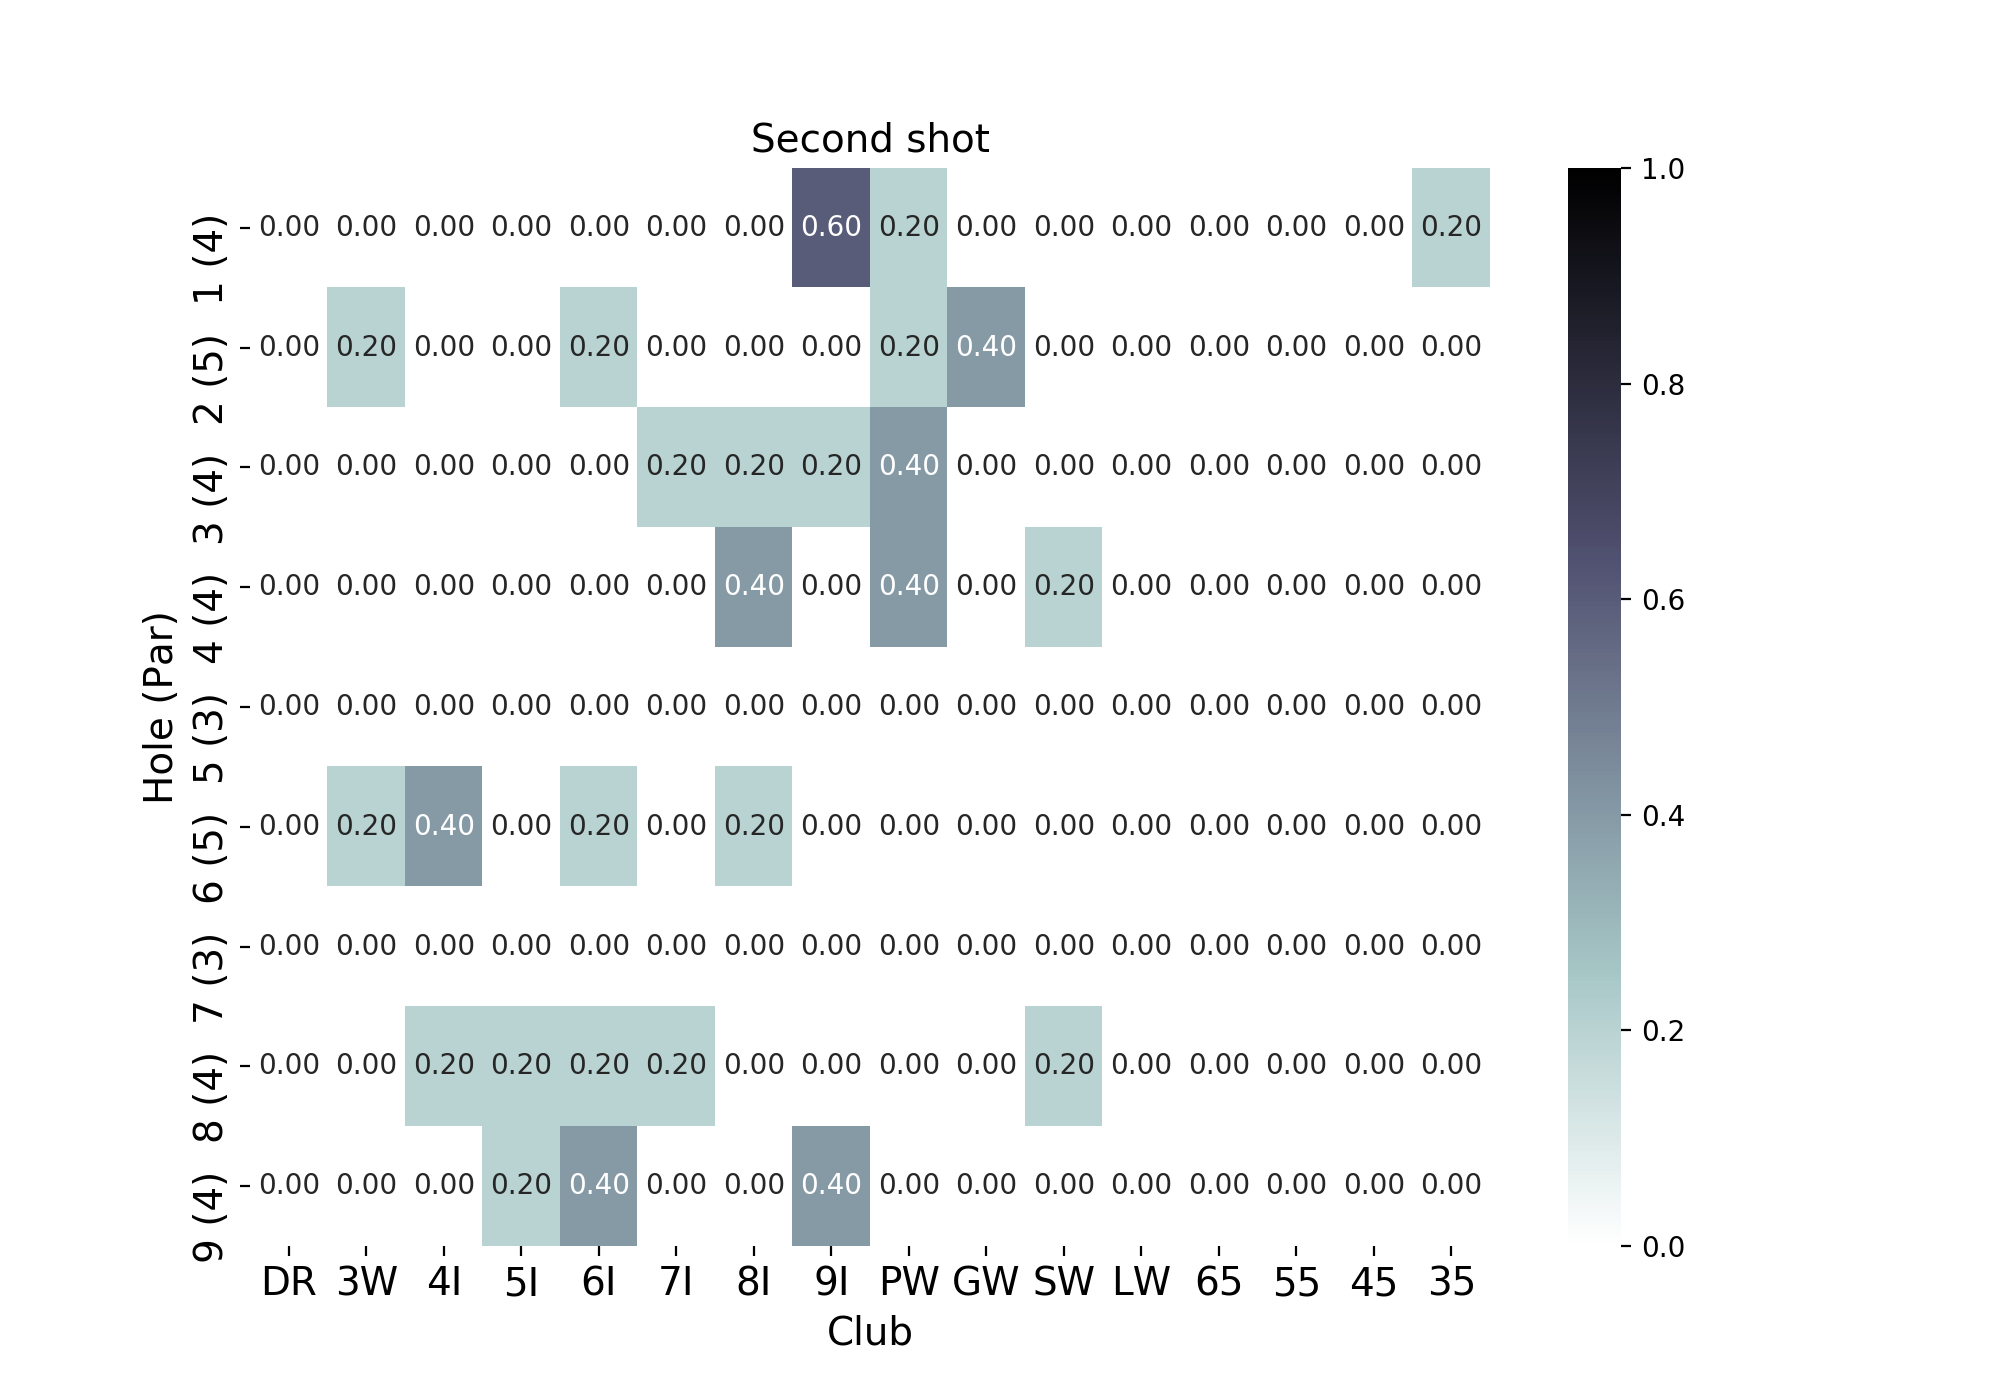 Second shot
1 (4) 0.00 0.00 0.00 0.00 0.00 0.00 0.00 0.60 0.20 0.00 0.00 0.00 0.00 0.00 0.00 0.20
2 (5) 0.00 0.20 0.00 0.00 0.20 0.00 0.00 0.00 0.20 0.40 0.00 0.00 0.00 0.00 0.00 0.00
3 (4) 0.00 0.00 0.00 0.00 0.00 0.20 0.20 0.20 0.40 0.00 0.00 0.00 0.00 0.00 0.00 0.00
4 (4) 0.00 0.00 0.00 0.00 0.00 0.00 0.40 0.00 0.40 0.00 0.20 0.00 0.00 0.00 0.00 0.00
5 (3) 0.00 0.00 0.00 0.00 0.00 0.00 0.00 0.00 0.00 0.00 0.00 0.00 0.00 0.00 0.00 0.00
6 (5) 0.00 0.20 0.40 0.00 0.20 0.00 0.20 0.00 0.00 0.00 0.00 0.00 0.00 0.00 0.00 0.00
7 (3) 0.00 0.00 0.00 0.00 0.00 0.00 0.00 0.00 0.00 0.00 0.00 0.00 0.00 0.00 0.00 0.00
8 (4) 0.00 0.00 0.20 0.20 0.20 0.20 0.00 0.00 0.00 0.00 0.20 0.00 0.00 0.00 0.00 0.00
9 (4) 0.00 0.00 0.00 0.20 0.40 0.00 0.00 0.40 0.00 0.00 0.00 0.00 0.00 0.00 0.00 0.00
DR 3W 4I 5I 6I 7I 8I 9I PW GW SW LW 65 55 45 35
Club
Hole (Par)
1.0
0.8
0.6
0.4
0.2
0.0